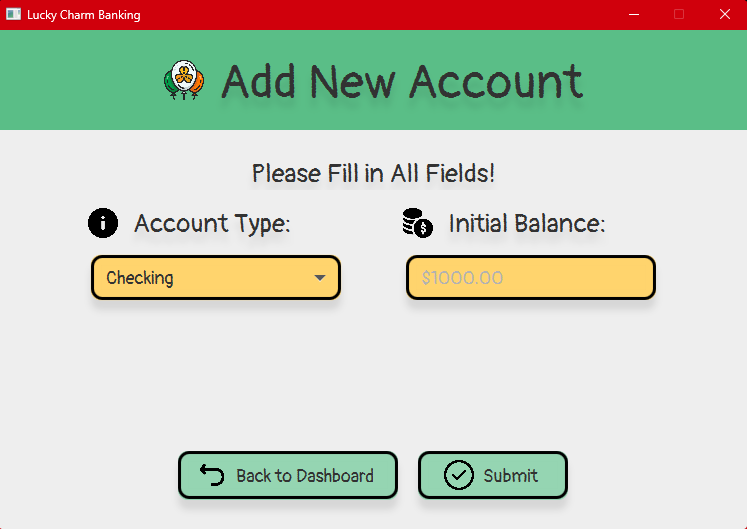 Lucky Charm Banking
Add New Account
Please Fill in All Fields!
Account Type:
Initial Balance:
Checking
$1000.00
Back to Dashboard
Submit